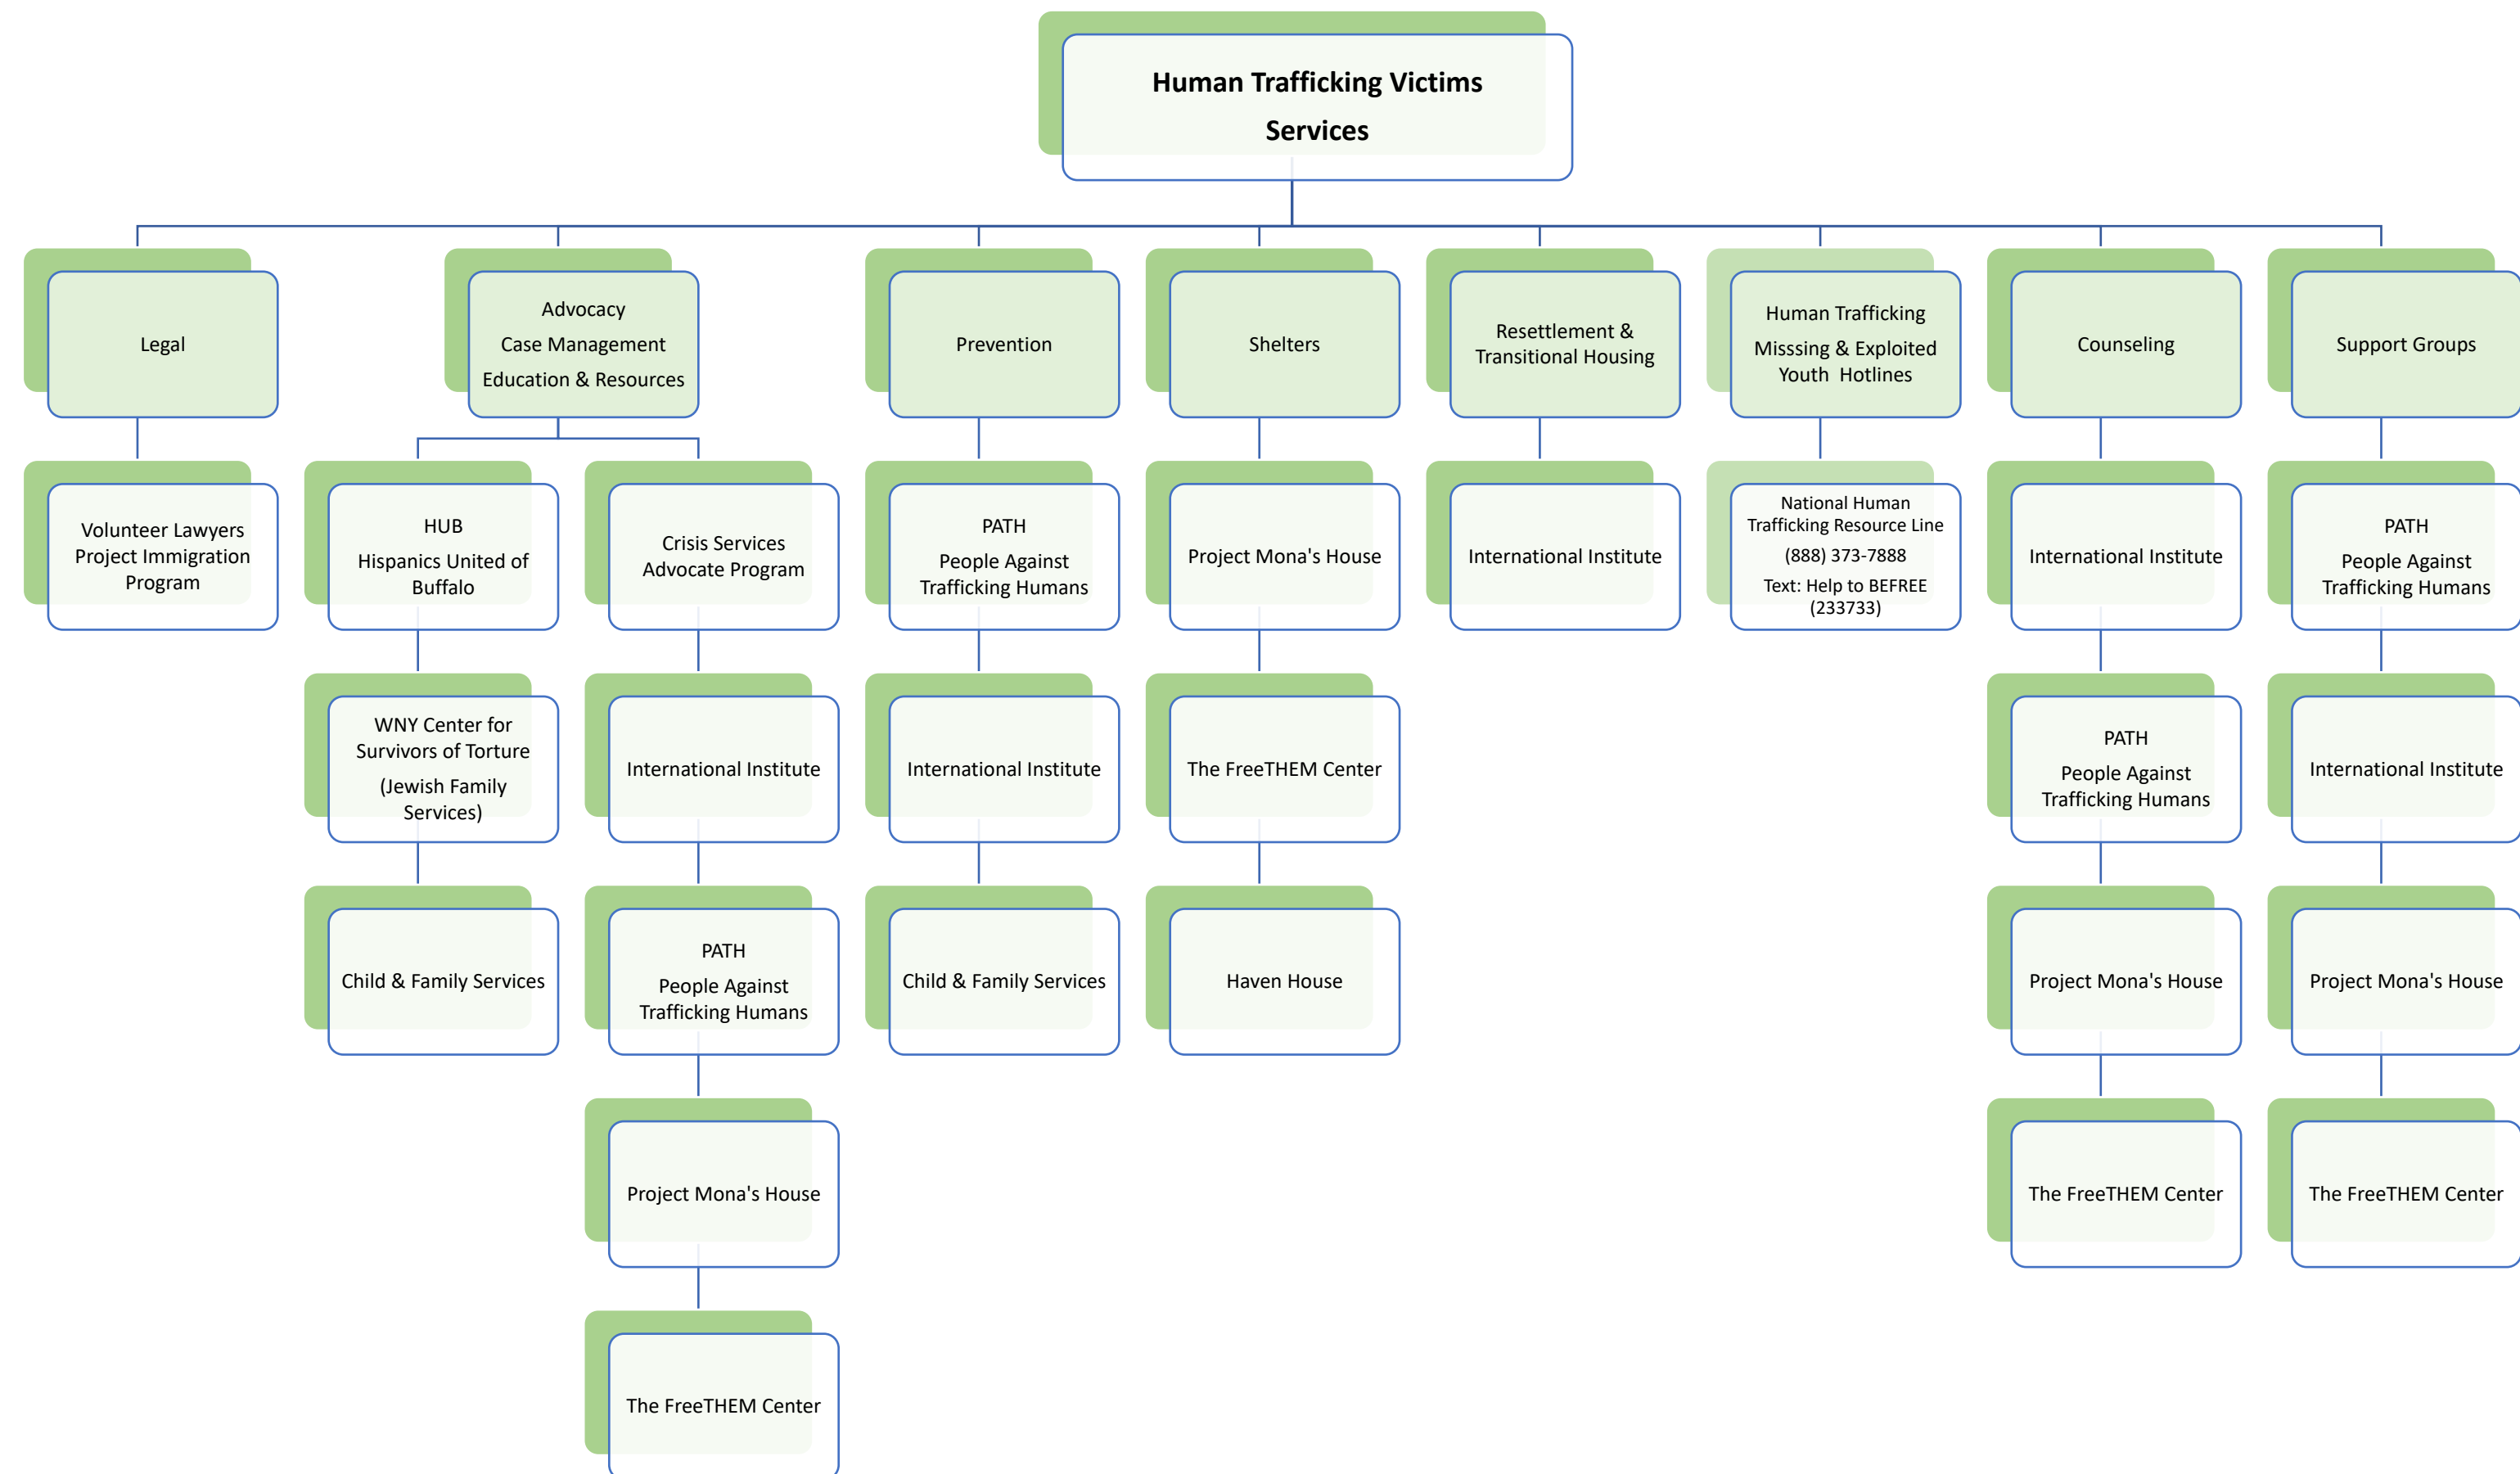 Human Trafficking Victims
Services
Legal
Advocacy
Case Management
Education & Resources
Prevention
Shelters
Resettlement &
Transitional Housing
Human Trafficking
Misssing & Exploited
Youth Hotlines
Counseling
Support Groups
Volunteer Lawyers
Project Immigration
Program
HUB
Hispanics United of
Buffalo
Crisis Services
Advocate Program
PATH
People Against
Trafficking Humans
Project Mona's House
International Institute
National Human
Trafficking Resource Line
(888) 373-7888
Text: Help to BEFREE
(233733)
International Institute
PATH
People Against
Trafficking Humans
WNY Center for
Survivors of Torture
(Jewish Family
Services)
International Institute
International Institute
The FreeTHEM Center
PATH
People Against
Trafficking Humans
International Institute
Child & Family Services
PATH
People Against
Trafficking Humans
Child & Family Services
Haven House
Project Mona's House
Project Mona's House
Project Mona's House
The FreeTHEM Center
The FreeTHEM Center
The FreeTHEM Center